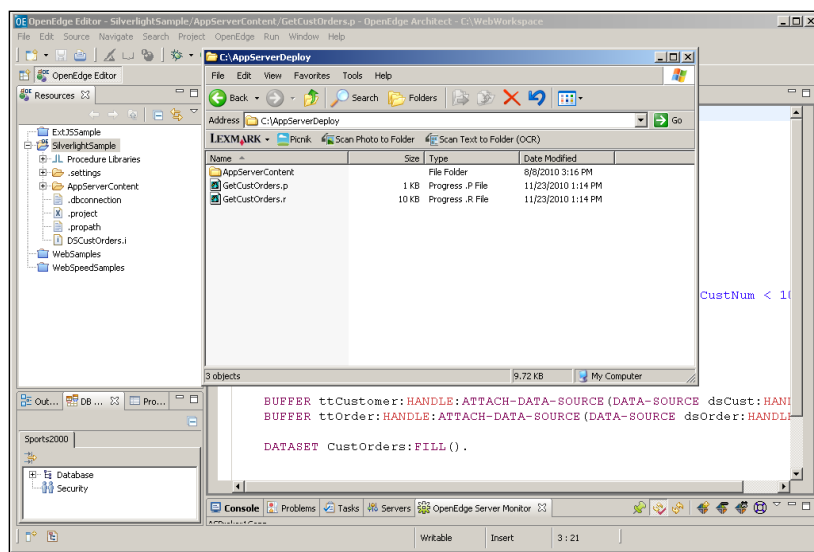 OpenEdge Editor - SilverlightSample/AppServerContent/GetCustOrders.p - OpenEdge Architect - C:\WebWorkspace
File Edit Source Navigate Search Project OpenEdge Run Window Help
OpenEdge Editor
Resources
ExtJSSample
SilverlightSample
Procedure Libraries
.settings
AppServerContent
.dbconnection
.project
.propath
DSCustOrders.i
WebSamples
WebSpeedSamples
C:\AppServerDeploy
File Edit View Favorites Tools Help
Back Search Folders
Address C:\AppServerDeploy Go
LEXMARK Picnik Scan Photo to Folder Scan Text to Folder (OCR)
Name Size Type Date Modified
AppServerContent File Folder 8/8/2010 3:16 PM
GetCustOrders.p 1 KB Progress .P File 11/23/2010 1:14 PM
GetCustOrders.r 10 KB Progress .R File 11/23/2010 1:14 PM
3 objects 9.72 KB My Computer
CustNum < 10
BUFFER ttCustomer:HANDLE:ATTACH-DATA-SOURCE(DATA-SOURCE dsCust:HAN
BUFFER ttOrder:HANDLE:ATTACH-DATA-SOURCE(DATA-SOURCE dsOrder:HANDL
DATASET CustOrders:FILL().
Out... DB ... Pro...
Sports2000
Database
Security
Console Problems Tasks Servers OpenEdge Server Monitor
Writable Insert 3 : 21